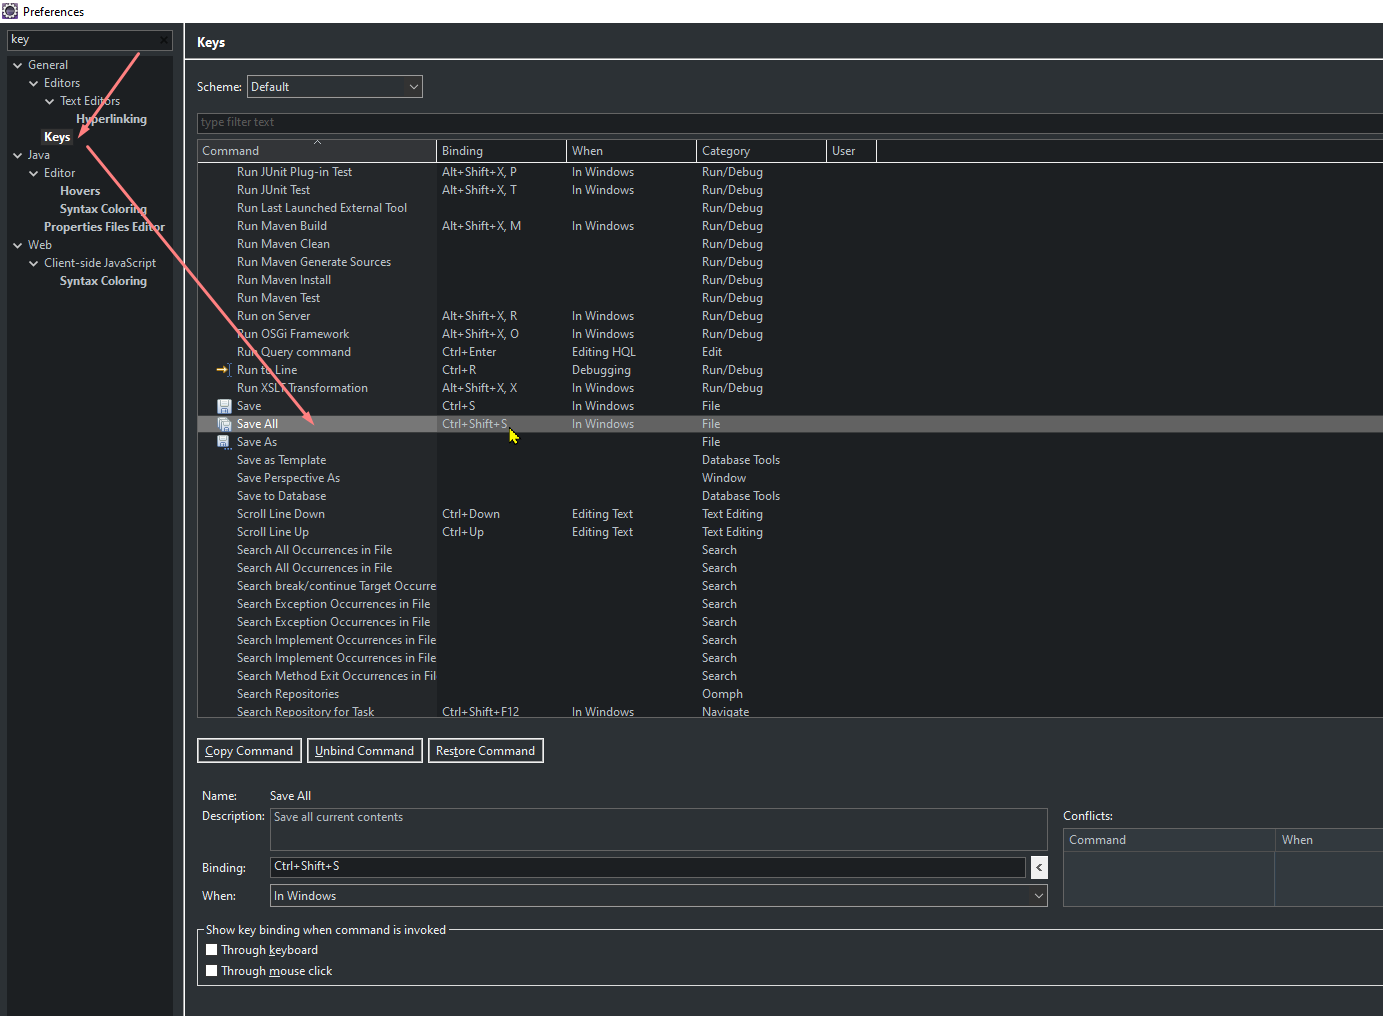 Preferences
key
General
Editors
Text Editors
Hyperlinking
Keys
Java
Editor
Hovers
Syntax Coloring
Properties Files Editor
Web
Client-side JavaScript
Syntax Coloring
Keys
Scheme: Default
type filter text
Command Binding When Category User
Run JUnit Plug-in Test Alt+Shift+X, P In Windows Run/Debug
Run JUnit Test Alt+Shift+X, T In Windows Run/Debug
Run Last Launched External Tool Run/Debug
Run Maven Build Alt+Shift+X, M In Windows Run/Debug
Run Maven Clean Run/Debug
Run Maven Generate Sources Run/Debug
Run Maven Install Run/Debug
Run Maven Test Run/Debug
Run on Server Alt+Shift+X, R In Windows Run/Debug
Run OSGi Framework Alt+Shift+X, O In Windows Run/Debug
Run Query command Ctrl+Enter Editing HQL Edit
Run to Line Ctrl+R Debugging Run/Debug
Run XSLT Transformation Alt+Shift+X, X In Windows Run/Debug
Save Ctrl+S In Windows File
Save All Ctrl+Shift+S In Windows File
Save As File
Save as Template Database Tools
Save Perspective As Window
Save to Database Database Tools
Scroll Line Down Ctrl+Down Editing Text Text Editing
Scroll Line Up Ctrl+Up Editing Text Text Editing
Search All Occurrences in File Search
Search All Occurrences in File Search
Search break/continue Target Occurre Search
Search Exception Occurrences in File Search
Search Exception Occurrences in File Search
Search Implement Occurrences in File Search
Search Implement Occurrences in File Search
Search Method Exit Occurrences in Fil Search
Search Repositories Oomph
Search Repository for Task Ctrl+Shift+F12 In Windows Navigate
Copy Command Unbind Command Restore Command
Name: Save All
Description: Save all current contents
Binding: Ctrl+Shift+S <
When: In Windows
Conflicts:
Command When
Show key binding when command is invoked
Through keyboard
Through mouse click